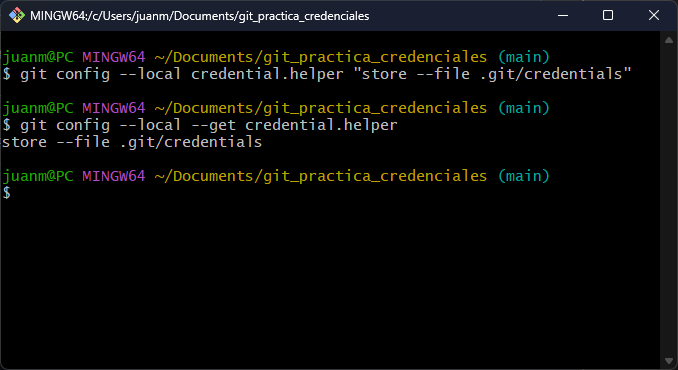 MINGW64:/c/Users/juanm/Documents/git_practica_credenciales
juanm@PC MINGW64 ~/Documents/git_practica_credenciales (main)
$ git config --local credential.helper "store --file .git/credentials"
juanm@PC MINGW64 ~/Documents/git_practica_credenciales (main)
$ git config --local --get credential.helper
store --file .git/credentials
juanm@PC MINGW64 ~/Documents/git_practica_credenciales (main)
$